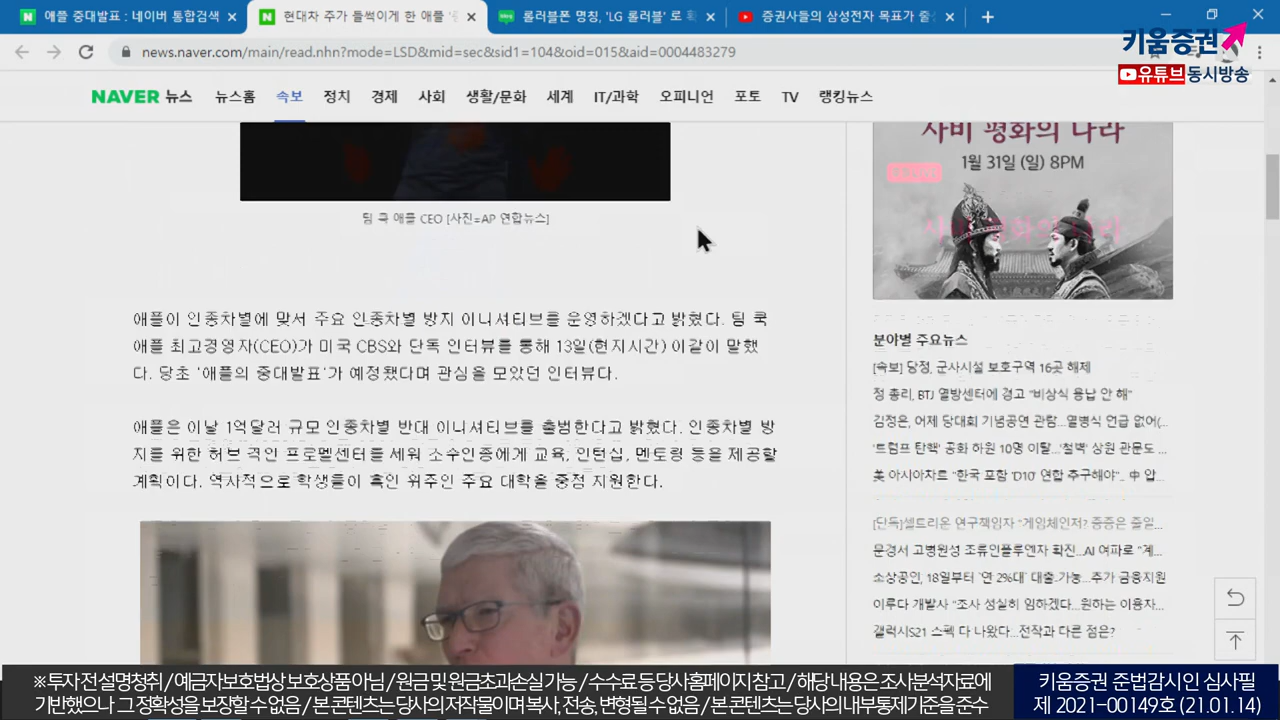 애플 중대발표 : 네이버 통합검색
현대차 주가 들썩이게 한 애플 '
롤러블폰 명칭, 'LG 롤러블' 로 확
증권사들의 삼성전자 목표가 줄
news.naver.com/main/read.nhn?mode=LSD&mid=sec&sid1=104&oid=015&aid=0004483279
키움증권
유튜브동시방송
NAVER 뉴스 뉴스홈 속보 정치 경제 사회 생활/문화 세계 IT/과학 오피니언 포토 TV 랭킹뉴스
사비 평화의 나라
1월 31일 (일) 8PM
팀 쿡 애플 CEO [사진=AP 연합뉴스]
애플이 인종차별에 맞서 주요 인종차별 방지 이니셔티브를 운영하겠다고 밝혔다. 팀 쿡
애플 최고경영자(CEO)가 미국 CBS와 단독 인터뷰를 통해 13일(현지시간) 이같이 말했
다. 당초 '애플의 중대발표'가 예정됐다며 관심을 모았던 인터뷰다.
애플은 이날 1억달러 규모 인종차별 반대 이니셔티브를 출범한다고 밝혔다. 인종차별 방
지를 위한 허브 격인 프로펠센터를 세워 소수인종에게 교육, 인턴십, 멘토링 등을 제공할
계획이다. 역사적으로 학생들이 흑인 위주인 주요 대학을 중점 지원한다.
분야별 주요뉴스
[속보] 당정, 군사시설 보호구역 16곳 해제
정 총리, BTJ 열방센터에 경고 "비상식 용납 안 해"
김정은, 어제 당대회 기념공연 관람...열병식 언급 없어(...
'트럼프 탄핵' 공화 하원 10명 이탈...'철벽' 상원 관문도 ...
美 아시아차르 "한국 포함 'D10' 연합 추구해야"... 中 압...
[단독]셀트리온 연구책임자 "게임체인저? 중증은 줄일...
문경서 고병원성 조류인플루엔자 확진...AI 여파로 "계...
소상공인, 18일부터 '연 2%대' 대출 가능...추가 금융지원
이루다 개발사 "조사 성실히 임하겠다...원하는 이용자...
갤럭시S21 스펙 다 나왔다...전작과 다른 점은?
※투자 전 설명청취 / 예금자보호법상 보호상품 아님 / 원금 및 원금초과손실 가능 / 수수료 등 당사홈페이지 참고 / 해당 내용은 조사분석자료에
기반했으나 그 정확성을 보장할 수 없음 / 본 콘텐츠는 당사의 저작물이며 복사, 전송, 변형될 수 없음 / 본 콘텐츠는 당사의 내부통제기준을 준수
키움증권 준법감시인 심사필
제 2021-00149호 (21.01.14)